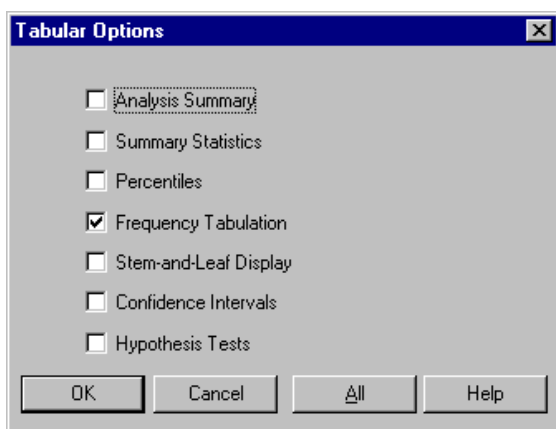 Tabular Options
Analysis Summary
Summary Statistics
Percentiles
Frequency Tabulation
Stem-and-Leaf Display
Confidence Intervals
Hypothesis Tests
OK Cancel All Help